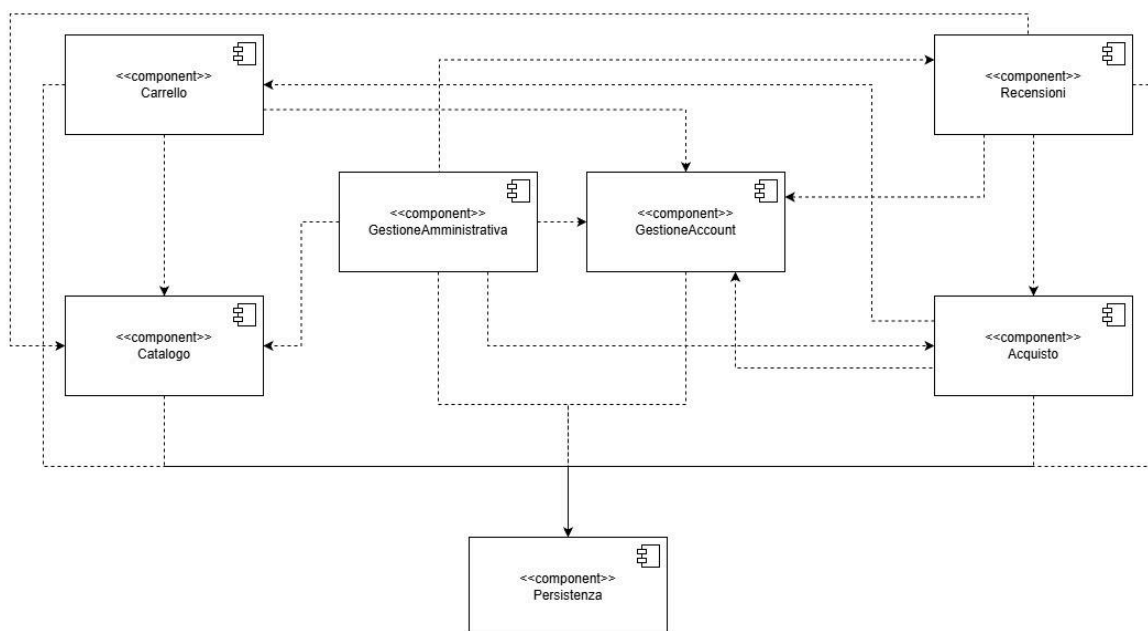 <<component>>
Carrello
<<component>>
Recensioni
<<component>>
GestioneAmministrativa
<<component>>
GestioneAccount
<<component>>
Catalogo
<<component>>
Acquisto
<<component>>
Persistenza